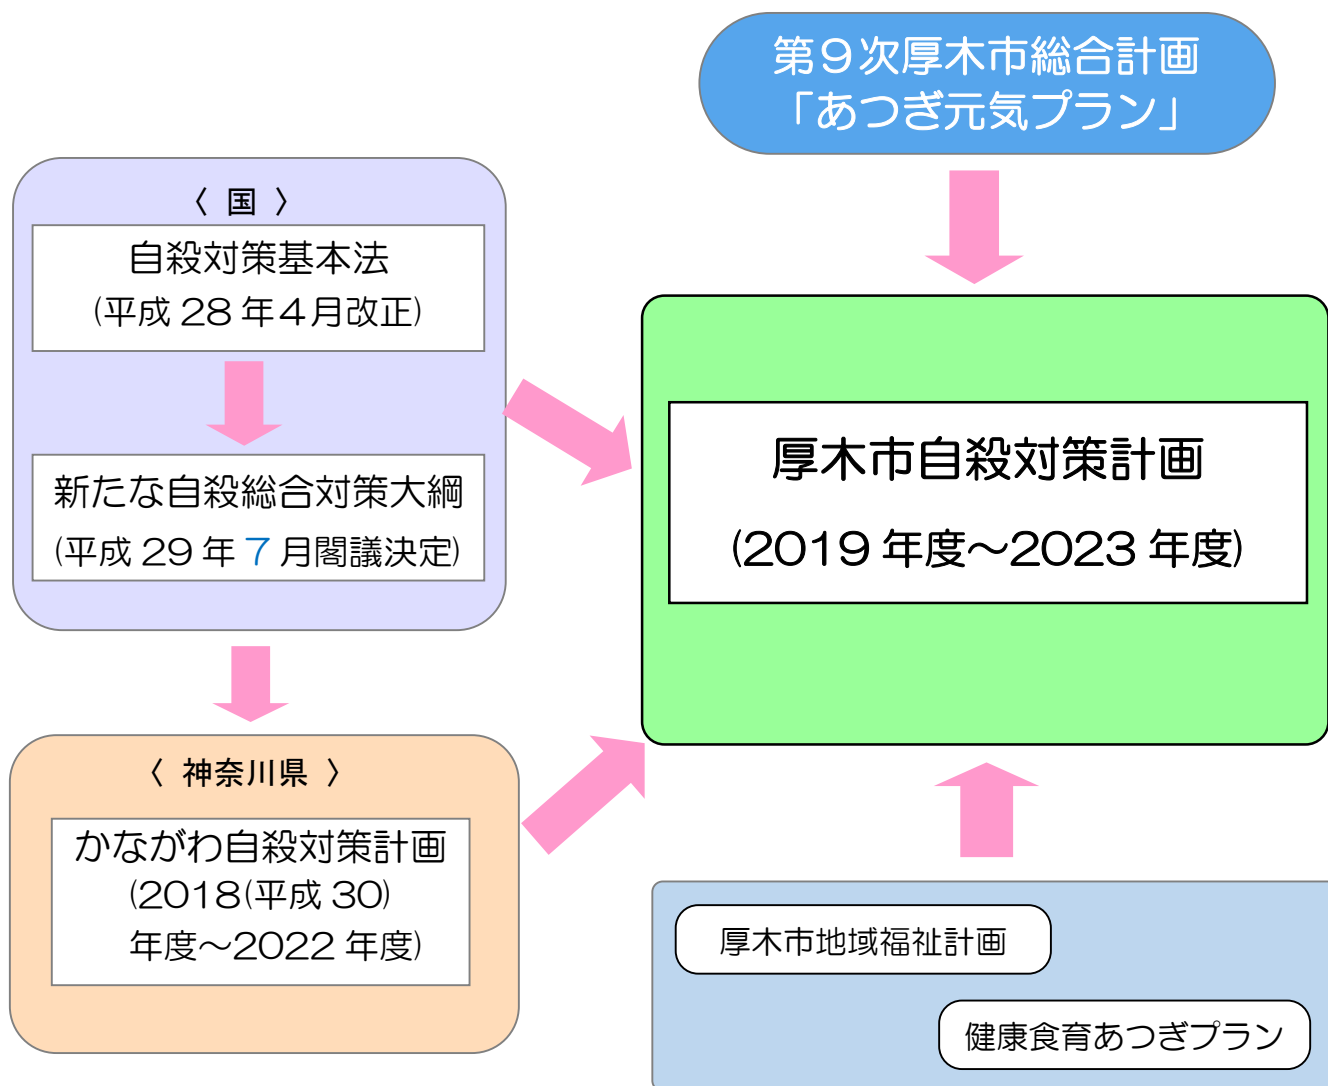 第９次厚木市総合計画
「あつぎ元気プラン」
〈 国 〉
自殺対策基本法
(平成 28 年４月改正)
新たな自殺総合対策大綱
(平成 29 年 7 月閣議決定)
厚木市自殺対策計画
(2019 年度～2023 年度)
〈 神奈川県 〉
かながわ自殺対策計画
(2018(平成 30)
年度～2022 年度)
厚木市地域福祉計画
健康食育あつぎプラン